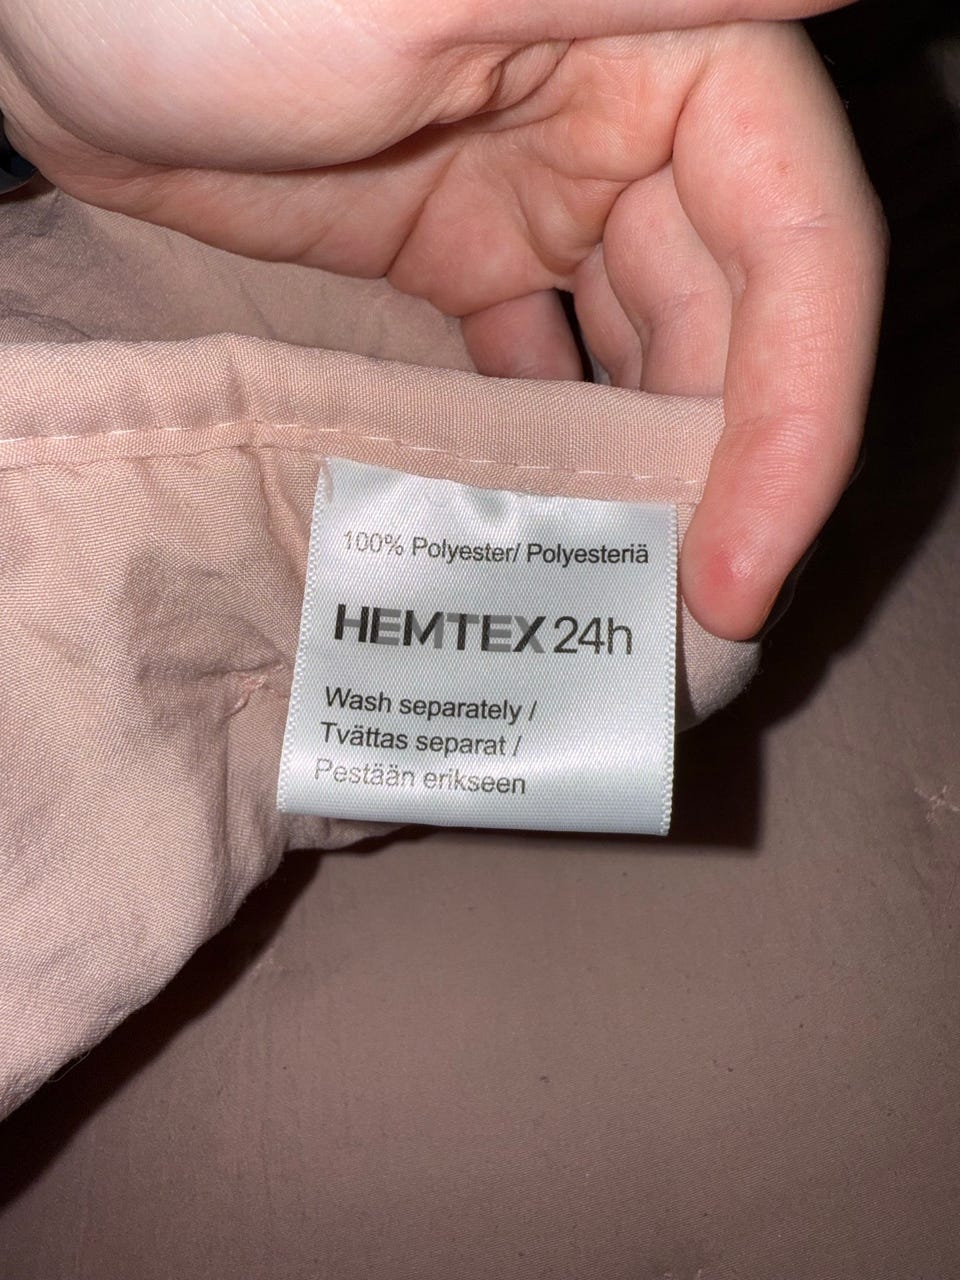 100% Polyester/ Polyesteriä
HEMTEX 24h
Wash separately /
Tvättas separat /
Pestään erikseen